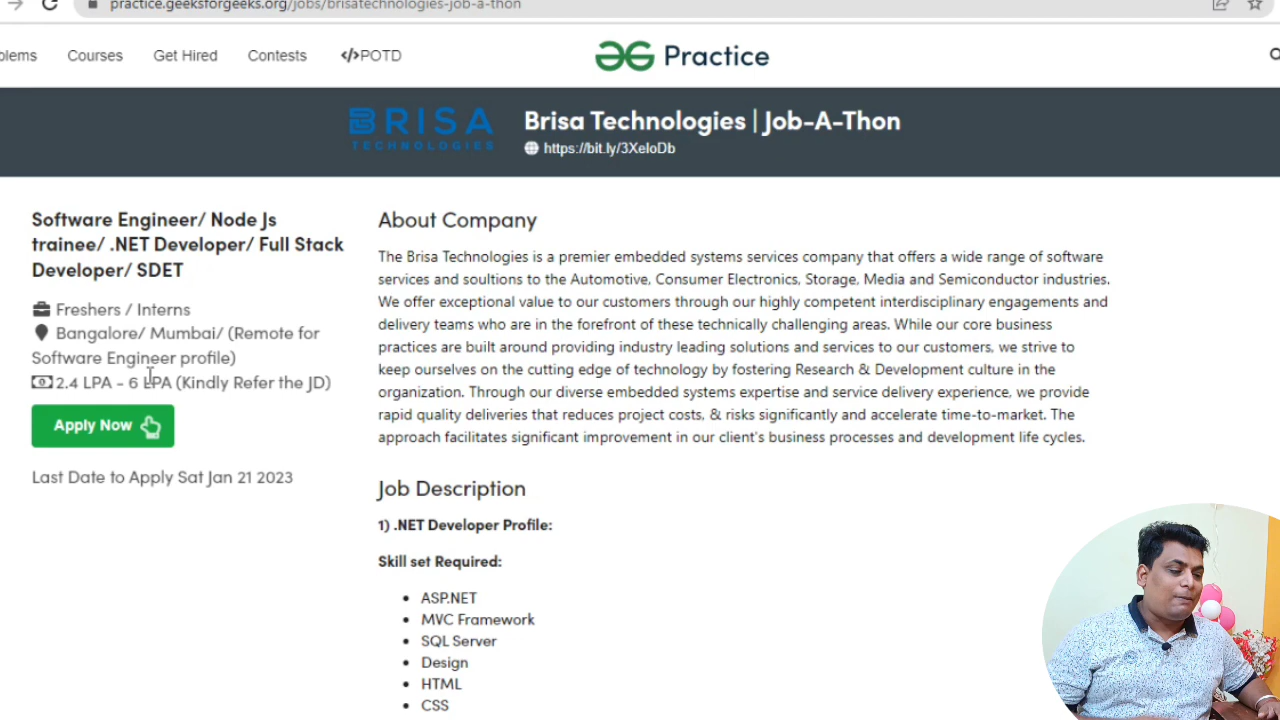 practice.geeksforgeeks.org/jobs/brisatechnologies-job-a-thon
Courses
Get Hired
Contests
</>POTD
Practice
BRISA
TECHNOLOGIES
Brisa Technologies | Job-A-Thon
https://bit.ly/3XeIoDb
Software Engineer/ Node Js
trainee/ .NET Developer/ Full Stack
Developer/ SDET
Freshers / Interns
Bangalore/ Mumbai/ (Remote for
Software Engineer profile)
2.4 LPA - 6 LPA (Kindly Refer the JD)
Apply Now
Last Date to Apply Sat Jan 21 2023
About Company
The Brisa Technologies is a premier embedded systems services company that offers a wide range of software
services and soultions to the Automotive, Consumer Electronics, Storage, Media and Semiconductor industries.
We offer exceptional value to our customers through our highly competent interdisciplinary engagements and
delivery teams who are in the forefront of these technically challenging areas. While our core business
practices are built around providing industry leading solutions and services to our customers, we strive to
keep ourselves on the cutting edge of technology by fostering Research & Development culture in the
organization. Through our diverse embedded systems expertise and service delivery experience, we provide
rapid quality deliveries that reduces project costs, & risks significantly and accelerate time-to-market. The
approach facilitates significant improvement in our client's business processes and development life cycles.
Job Description
1) .NET Developer Profile:
Skill set Required:
• ASP.NET
• MVC Framework
• SQL Server
• Design
• HTML
• CSS